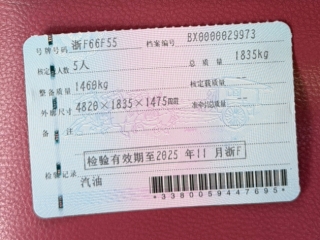 号牌号码 浙F66F55 档案编号 BX0000029973
核定载人数 5人 总质量 1835kg
整备质量 1460kg 核定载质量 --
外廓尺寸 4820×1835×1475mm 准牵引总质量 --
备注
检验有效期至2025年11月浙F
检验记录
汽油
*3380059447695*